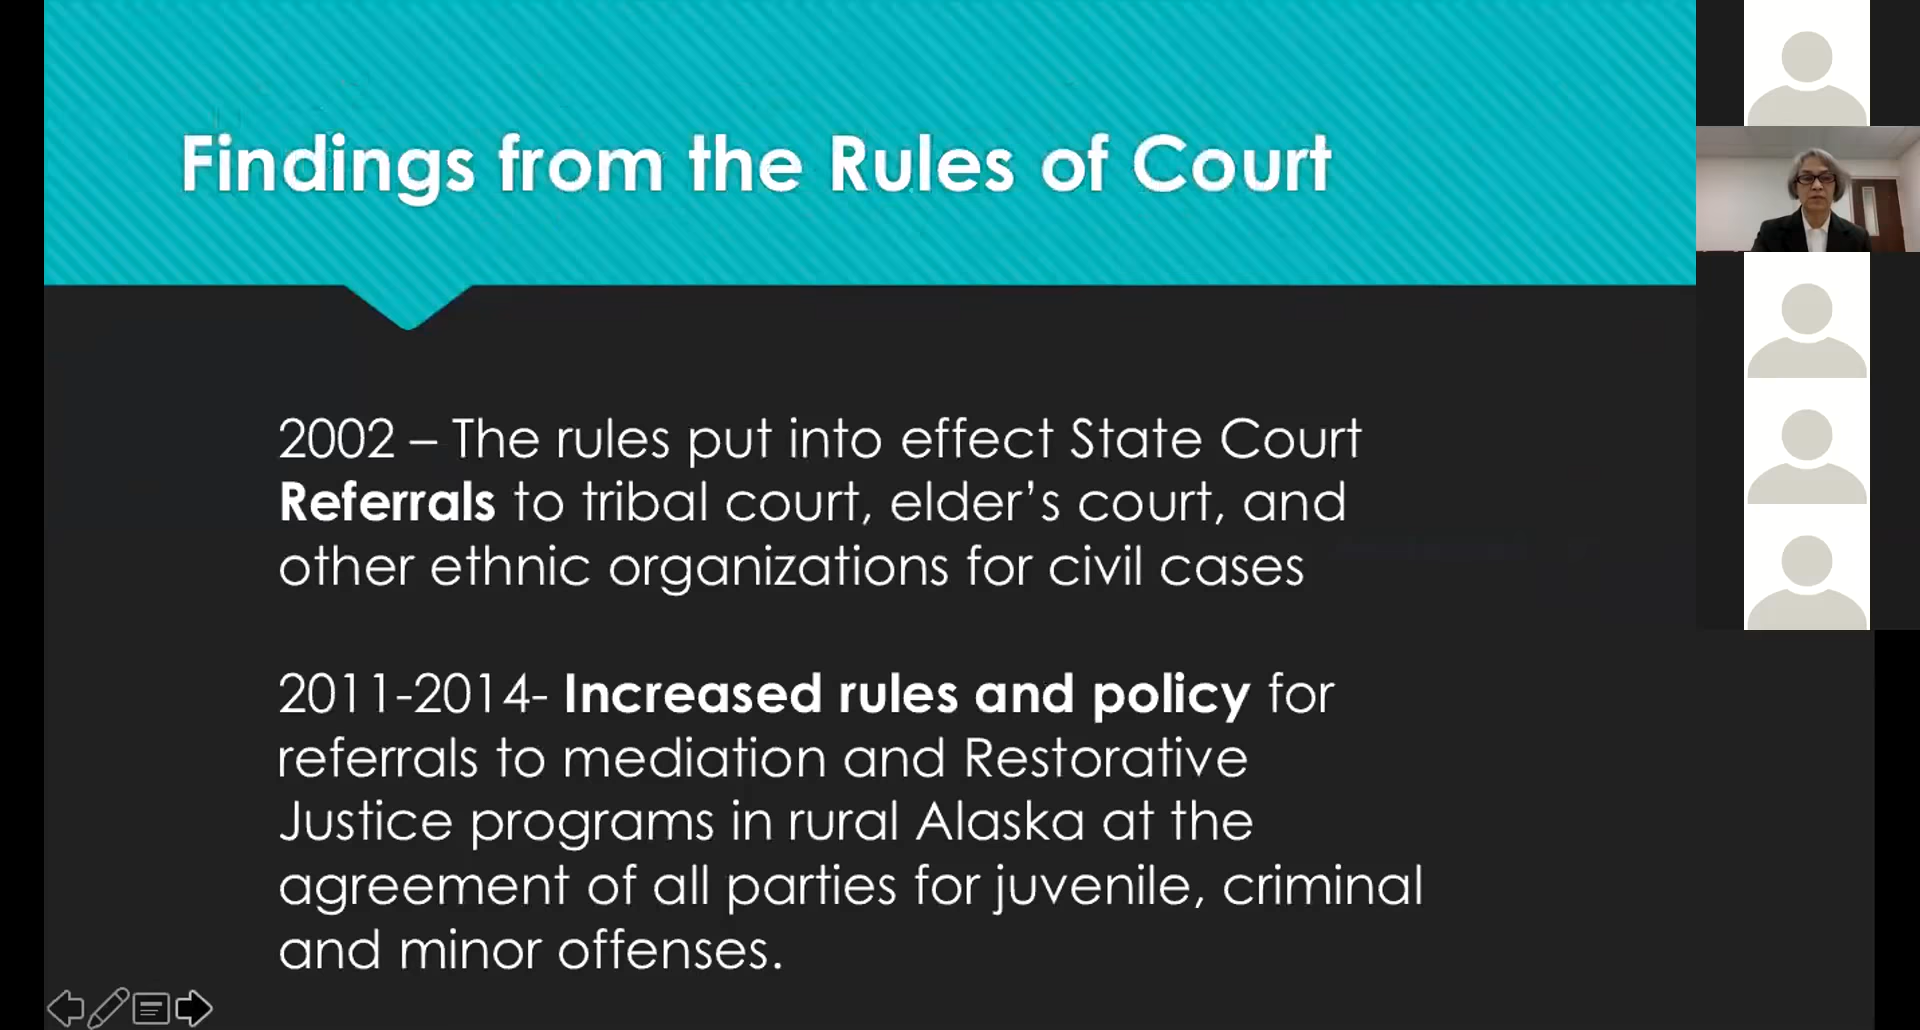 Findings from the Rules of Court
2002 – The rules put into effect State Court
Referrals to tribal court, elder’s court, and
other ethnic organizations for civil cases
2011-2014- Increased rules and policy for
referrals to mediation and Restorative
Justice programs in rural Alaska at the
agreement of all parties for juvenile, criminal
and minor offenses.